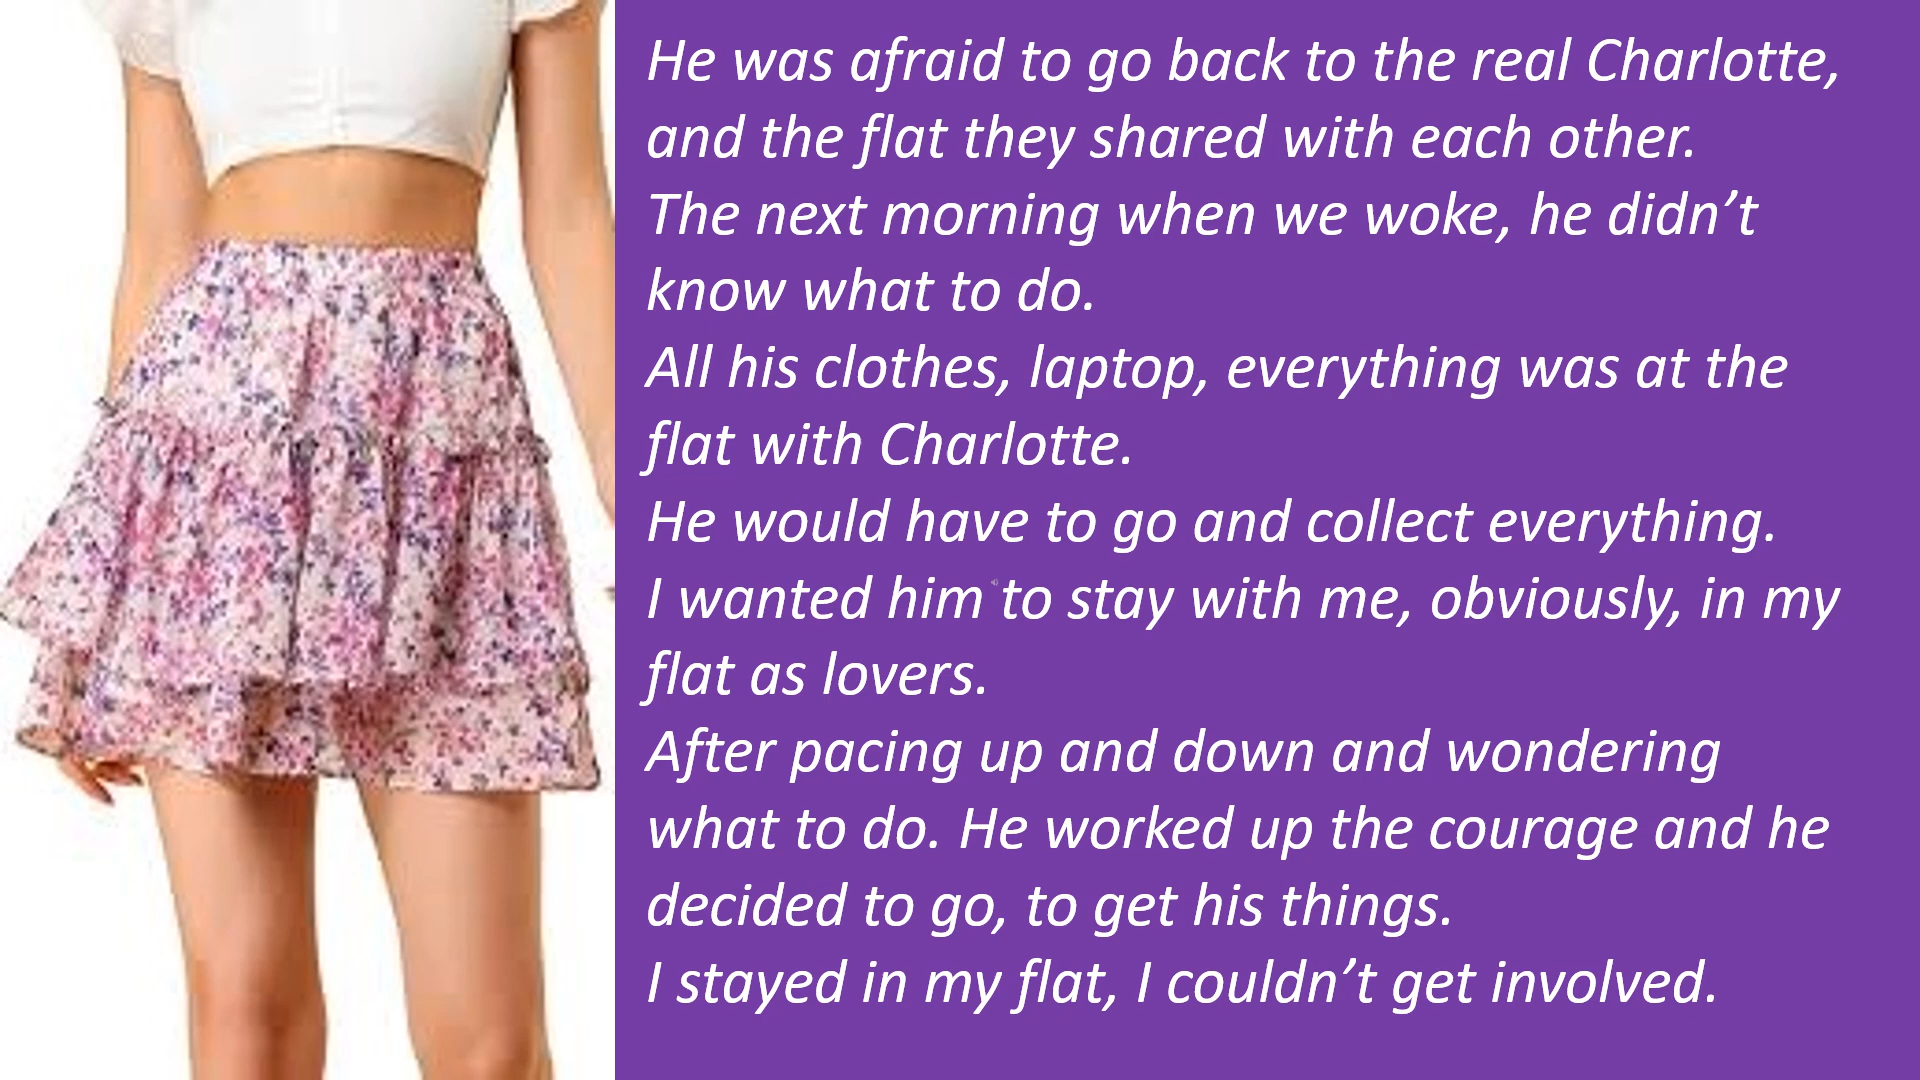 He was afraid to go back to the real Charlotte,
and the flat they shared with each other.
The next morning when we woke, he didn’t
know what to do.
All his clothes, laptop, everything was at the
flat with Charlotte.
He would have to go and collect everything.
I wanted him to stay with me, obviously, in my
flat as lovers.
After pacing up and down and wondering
what to do. He worked up the courage and he
decided to go, to get his things.
I stayed in my flat, I couldn’t get involved.